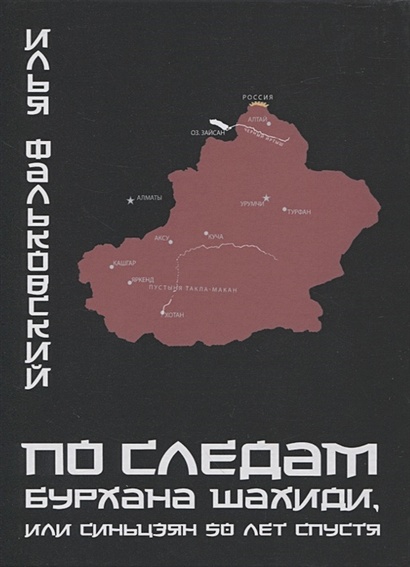 ИЛЬЯ ФАЛЬКОВСКИЙ
РОССИЯ
АЛТАЙ
ОЗ. ЗАЙСАН
ЧЕРНЫЙ ИРТЫШ
АЛМАТЫ
УРУМЧИ
ТУРФАН
АКСУ
КУЧА
КАШГАР
ЯРКЕНД
ПУСТЫНЯ ТАКЛА-МАКАН
ХОТАН
ПО СЛЕДАМ
БУРХАНА ШАХИДИ,
ИЛИ СИНЬЦЗЯН 50 ЛЕТ СПУСТЯ